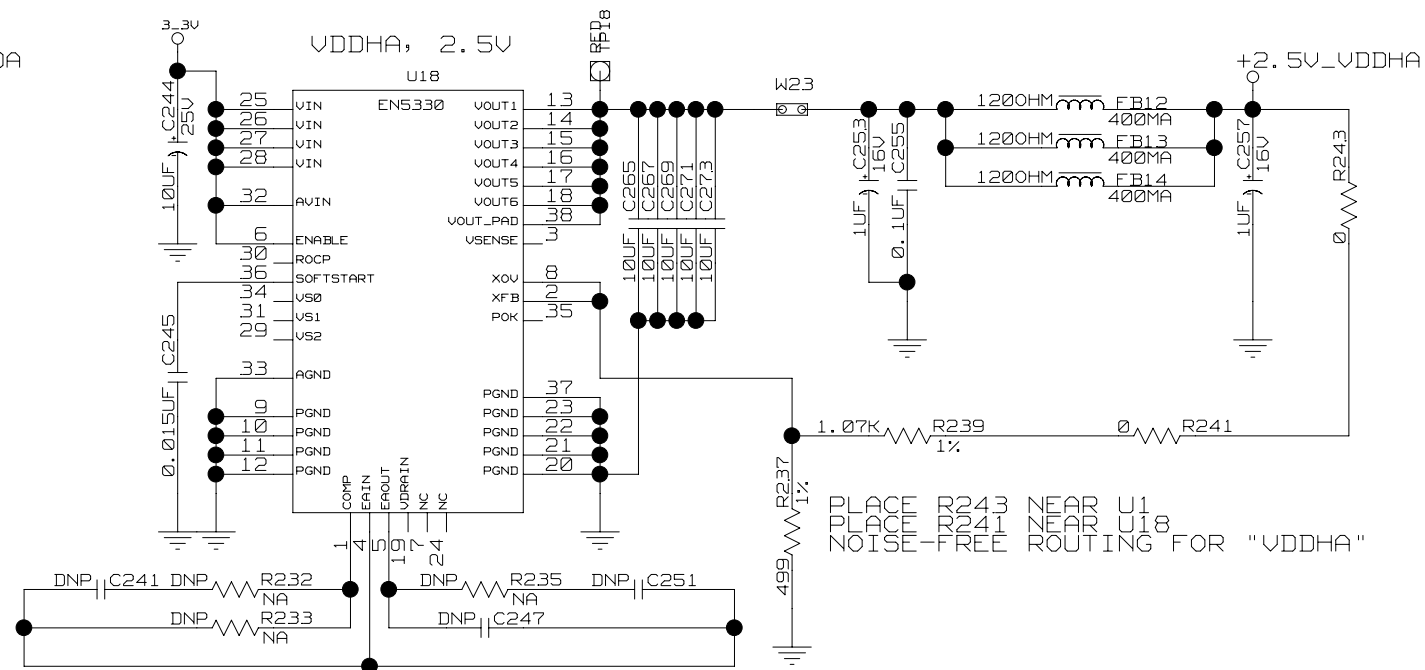 3_3V
VDDHA, 2.5V
RED
TP18
DA
+2.5V_VDDHA
U18
EN5330
W23
C244
25V
10UF
25 VIN
26 VIN
27 VIN
28 VIN
32 AVIN
6 ENABLE
30 ROCP
36 SOFTSTART
34 VS0
31 VS1
29 VS2
33 AGND
9 PGND
10 PGND
11 PGND
12 PGND
VOUT1 13
VOUT2 14
VOUT3 15
VOUT4 16
VOUT5 17
VOUT6 18
VOUT_PAD 38
VSENSE 3
XOV 8
XFB 2
POK 35
PGND 37
PGND 23
PGND 22
PGND 21
PGND 20
COMP 1
EAIN 4
EAOUT 5
VDRAIN 19
NC 7
NC 24
C245
0.015UF
C265
10UF
C267
10UF
C269
10UF
C271
10UF
C273
10UF
C253
16V
1UF
C255
0.1UF
120OHM FB12
400MA
120OHM FB13
400MA
120OHM FB14
400MA
C257
16V
1UF
R243
0
1.07K R239
1%
0 R241
R237
1%
499
PLACE R243 NEAR U1
PLACE R241 NEAR U18
NOISE-FREE ROUTING FOR "VDDHA"
DNP C241 DNP R232
NA
DNP R233
NA
DNP R235
NA
C251
DNP C247